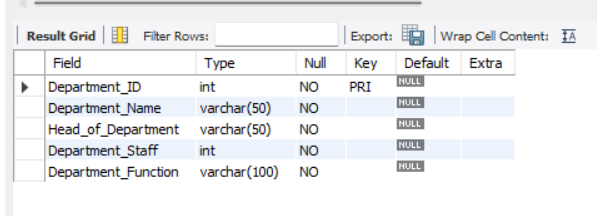 Result Grid Filter Rows: Export: Wrap Cell Content: IA
Field Type Null Key Default Extra
Department_ID int NO PRI NULL
Department_Name varchar(50) NO NULL
Head_of_Department varchar(50) NO NULL
Department_Staff int NO NULL
Department_Function varchar(100) NO NULL